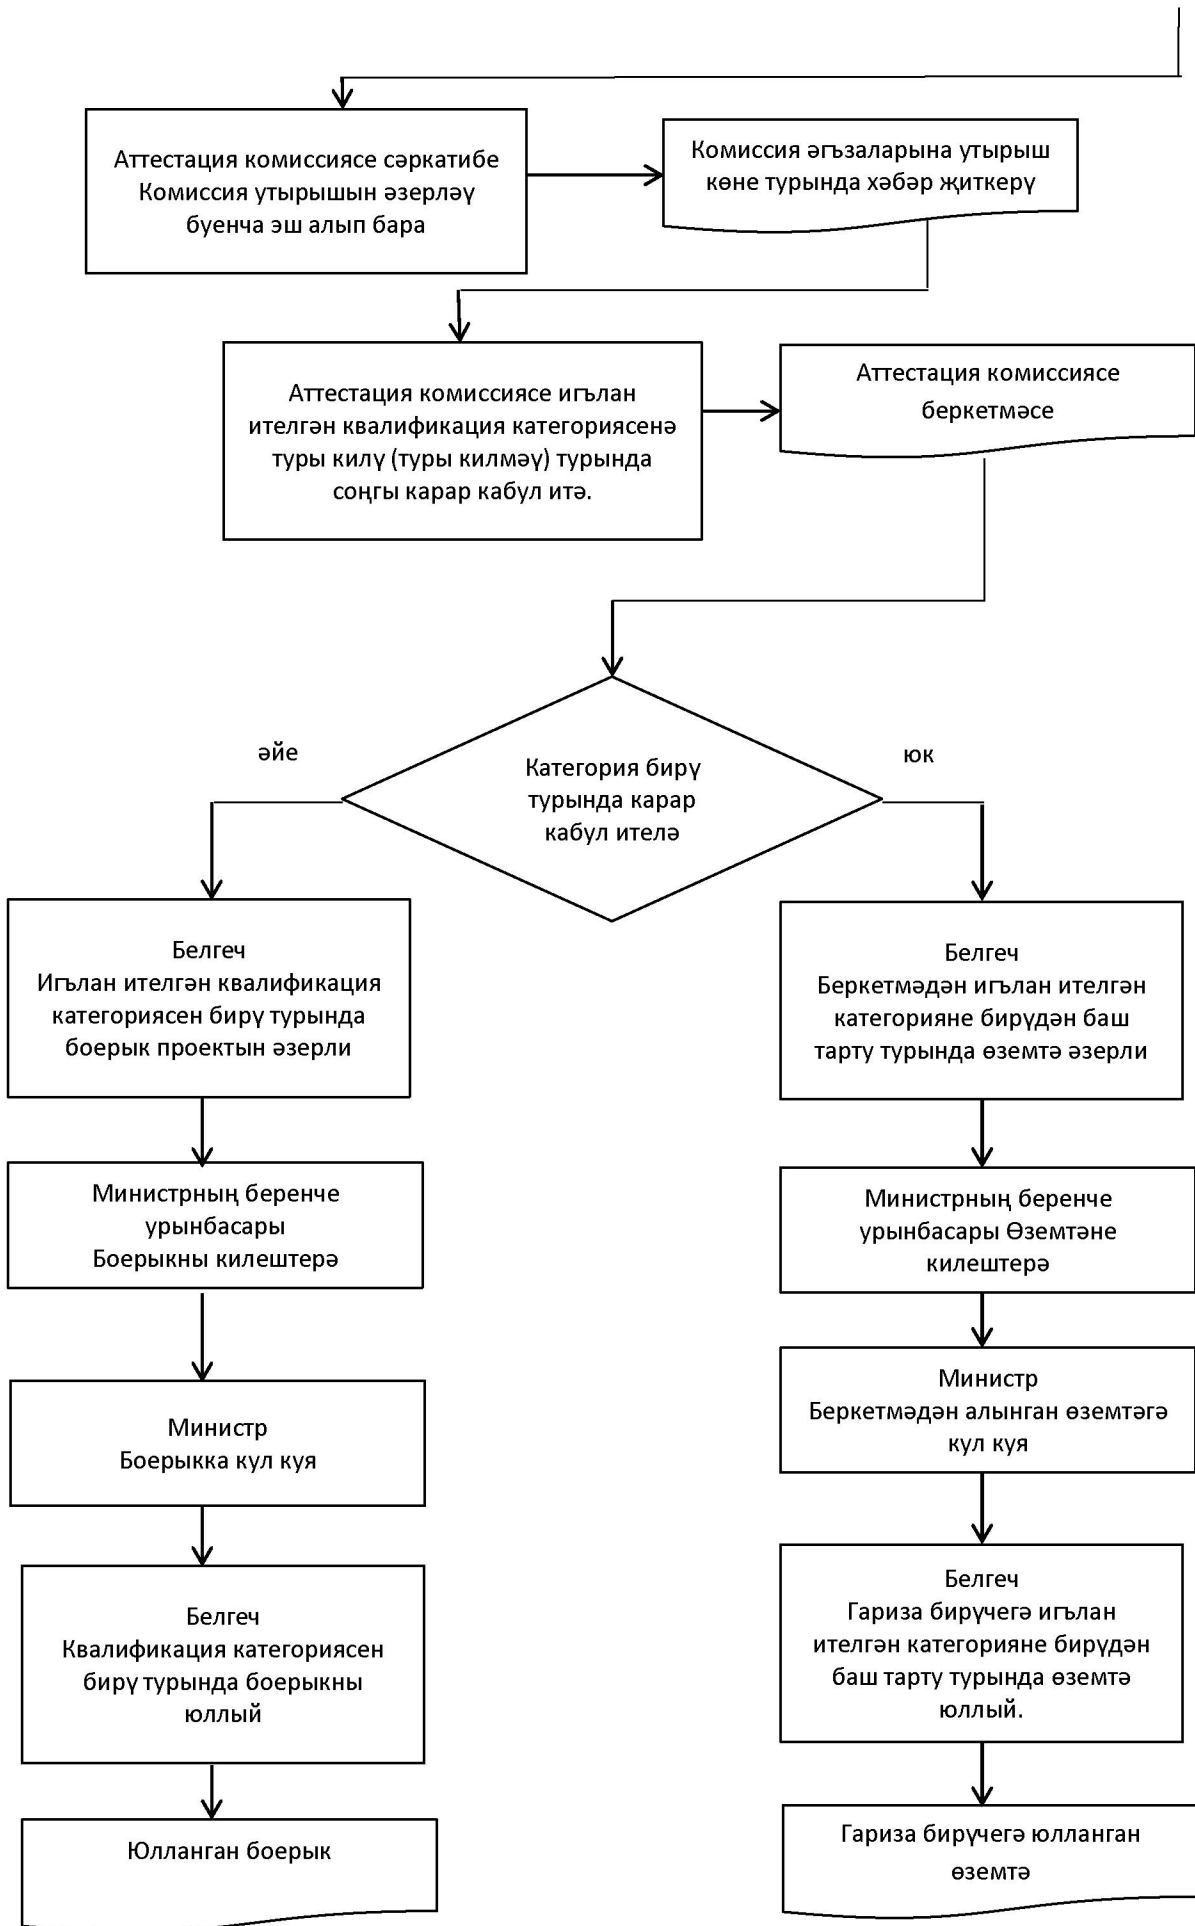 Аттестация комиссиясе сәркатибе
Комиссия утырышын әзерләү
буенча эш алып бара
Комиссия әгъзаларына утырыш
көне турында хәбәр җиткерү
Аттестация комиссиясе игълан
ителгән квалификация категориясенә
туры килү (туры килмәү) турында
соңгы карар кабул итә.
Аттестация комиссиясе
беркетмәсе
әйе
Категория бирү
турында карар
кабул ителә
юк
Белгеч
Игълан ителгән квалификация
категориясен бирү турында
боерык проектын әзерли
Белгеч
Беркетмәдән игълан ителгән
категорияне бирүдән баш
тарту турында өземтә әзерли
Министрның беренче
урынбасары
Боерыкны килештерә
Министрның беренче
урынбасары Өземтәне
килештерә
Министр
Боерыкка кул куя
Министр
Беркетмәдән алынган өземтәгә
кул куя
Белгеч
Квалификация категориясен
бирү турында боерыкны
юллый
Белгеч
Гариза бирүчегә игълан
ителгән категорияне бирүдән
баш тарту турында өземтә
юллый.
Юлланган боерык
Гариза бирүчегә юлланган
өземтә